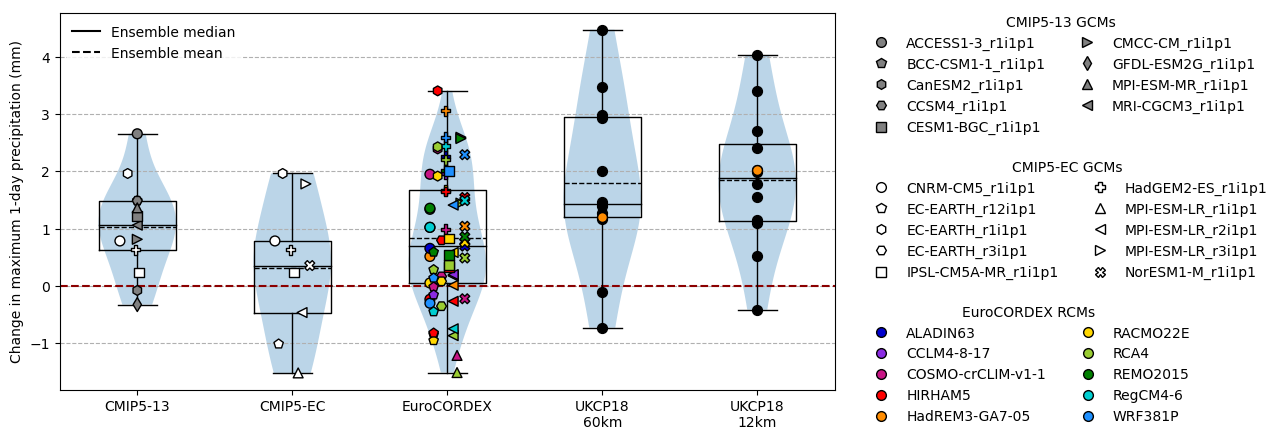 Change in maximum 1-day precipitation (mm)
4
3
2
1
0
−1
Ensemble median
Ensemble mean
CMIP5-13
CMIP5-EC
EuroCORDEX
UKCP18
60km
UKCP18
12km
CMIP5-13 GCMs
ACCESS1-3_r1i1p1
BCC-CSM1-1_r1i1p1
CanESM2_r1i1p1
CCSM4_r1i1p1
CESM1-BGC_r1i1p1
CMCC-CM_r1i1p1
GFDL-ESM2G_r1i1p1
MPI-ESM-MR_r1i1p1
MRI-CGCM3_r1i1p1
CMIP5-EC GCMs
CNRM-CM5_r1i1p1
EC-EARTH_r12i1p1
EC-EARTH_r1i1p1
EC-EARTH_r3i1p1
IPSL-CM5A-MR_r1i1p1
HadGEM2-ES_r1i1p1
MPI-ESM-LR_r1i1p1
MPI-ESM-LR_r2i1p1
MPI-ESM-LR_r3i1p1
NorESM1-M_r1i1p1
EuroCORDEX RCMs
ALADIN63
CCLM4-8-17
COSMO-crCLIM-v1-1
HIRHAM5
HadREM3-GA7-05
RACMO22E
RCA4
REMO2015
RegCM4-6
WRF381P